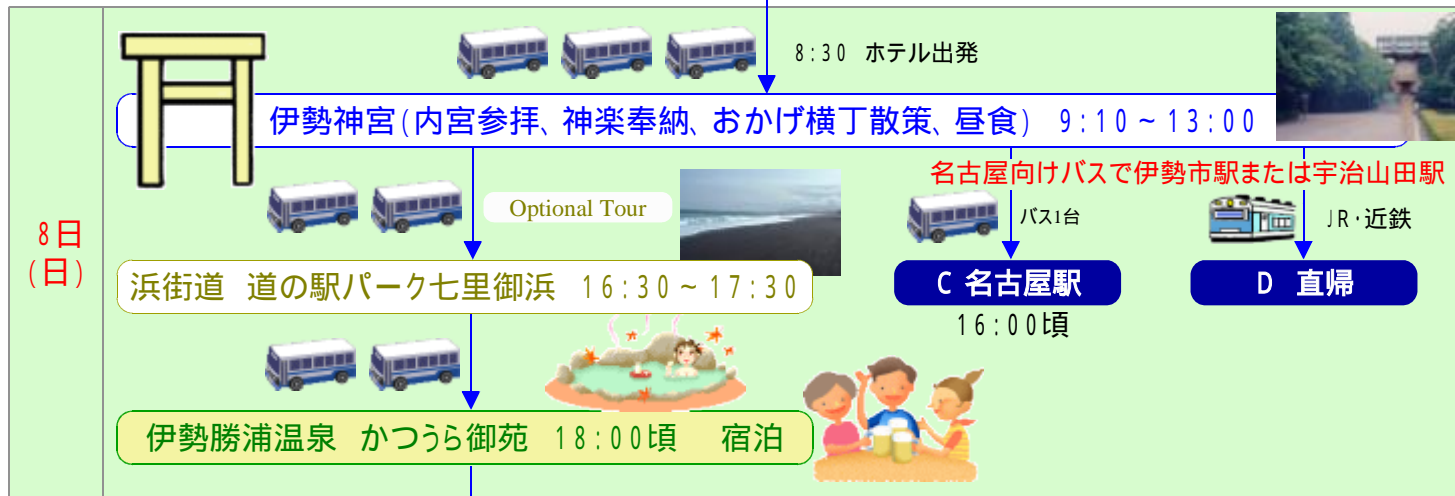 8:30 ホテル出発
伊勢神宮(内宮参拝、神楽奉納、おかげ横丁散策、昼食) 9:10~13:00
名古屋向けバスで伊勢市駅または宇治山田駅
Optional Tour
バス1台
JR・近鉄
8日
(日)
浜街道 道の駅パーク七里御浜 16:30~17:30
C 名古屋駅
D 直帰
16:00頃
伊勢勝浦温泉 かつうら御苑 18:00頃 宿泊